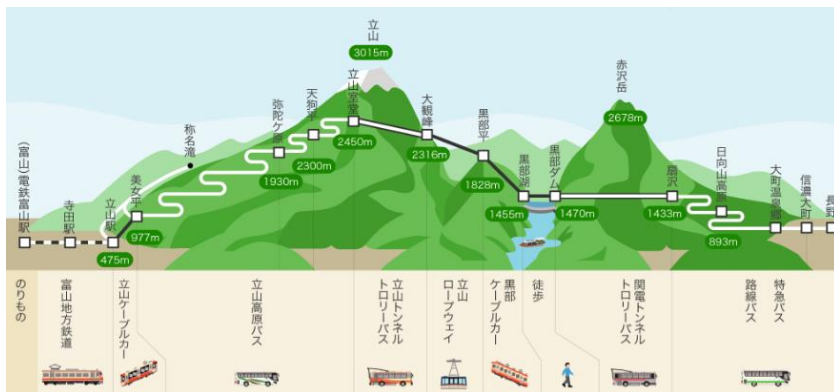 立山
3015m
赤沢岳
2678m
(富山)電鉄富山駅
寺田駅
立山駅
475m
美女平
977m
称名滝
弥陀ケ原
1930m
天狗平
2300m
立山室堂
2450m
大観峰
2316m
黒部平
1828m
黒部湖
1455m
黒部ダム
1470m
扇沢
1433m
日向山高原
893m
大町温泉郷
信濃大町
長野
のりもの
富山地方鉄道
立山ケーブルカー
立山高原バス
立山トンネル
トロリーバス
立山
ロープウェイ
黒部
ケーブルカー
徒歩
関電トンネル
トロリーバス
特急バス
路線バス